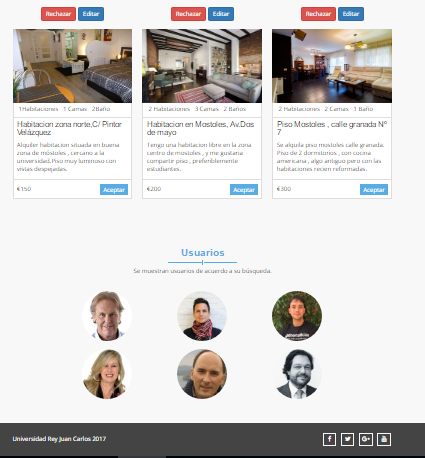 Rechazar Editar Rechazar Editar Rechazar Editar
1Habitaciones 1 Camas 2Baño
Habitacion zona norte,C/ Pintor
Velázquez
Alquiler habitacion situada en buena
zona de móstoles , cercano a la
universidad.Piso muy luminoso con
vistas despejadas.
€150 Aceptar
2 Habitaciones 3 Camas 2 Baños
Habitacion en Mostoles, Av.Dos
de mayo
Tengo una habitacion libre en la zona
centro de mostoles , y me gustaria
compartir piso , preferiblemente
estudiantes.
€200 Aceptar
2 Habitaciones 2 Camas 1 Baño
Piso Mostoles , calle granada Nº
7
Se alquila piso mostoles calle granada.
Piso de 2 dormitorios , con cocina
americana , algo antiguo pero con las
habitaciones recien reformadas.
€300 Aceptar
Usuarios
Se muestran usuarios de acuerdo a su búsqueda.
Universidad Rey Juan Carlos 2017